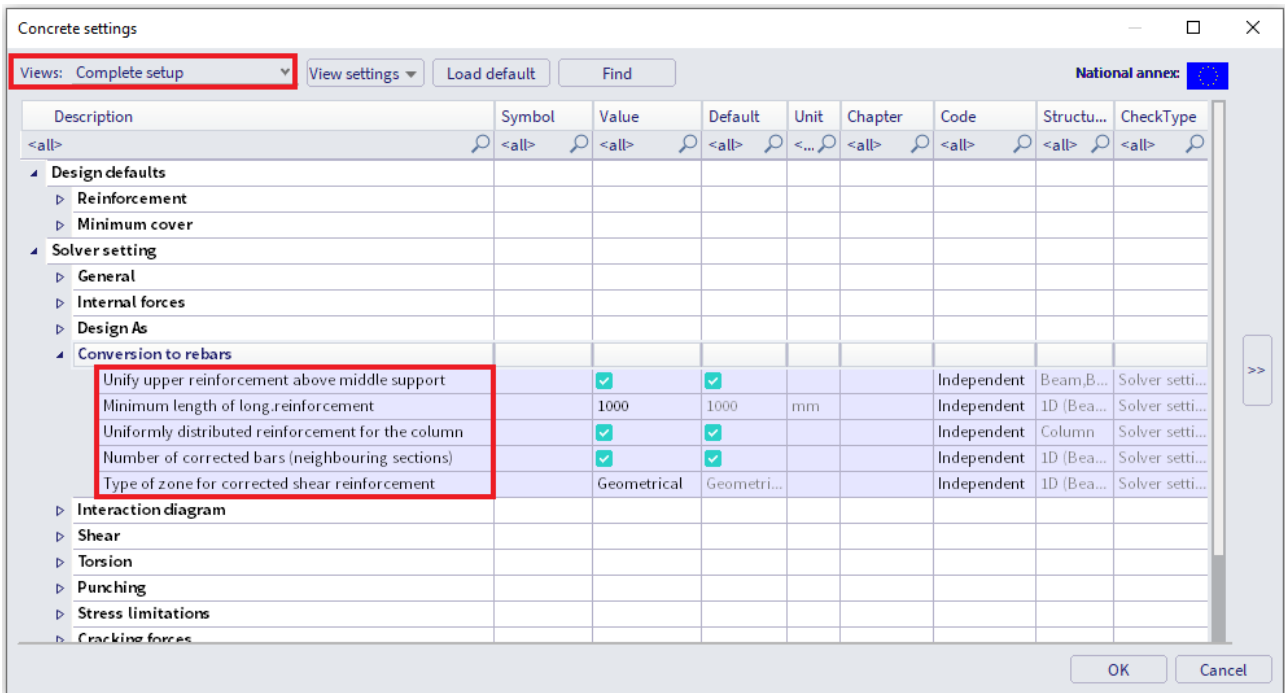 Concrete settings
Views: Complete setup View settings Load default Find National annex:
Description Symbol Value Default Unit Chapter Code Structu... CheckType
<all> <all> <all> <all> <... <all> <all> <all> <all>
Design defaults
Reinforcement
Minimum cover
Solver setting
General
Internal forces
Design As
Conversion to rebars
Unify upper reinforcement above middle support Independent Beam,B... Solver setti...
Minimum length of long.reinforcement 1000 1000 mm Independent 1D (Bea... Solver setti...
Uniformly distributed reinforcement for the column Independent Column Solver setti...
Number of corrected bars (neighbouring sections) Independent 1D (Bea... Solver setti...
Type of zone for corrected shear reinforcement Geometrical Geometri... Independent 1D (Bea... Solver setti...
>>
Interaction diagram
Shear
Torsion
Punching
Stress limitations
Cracking forces
OK Cancel